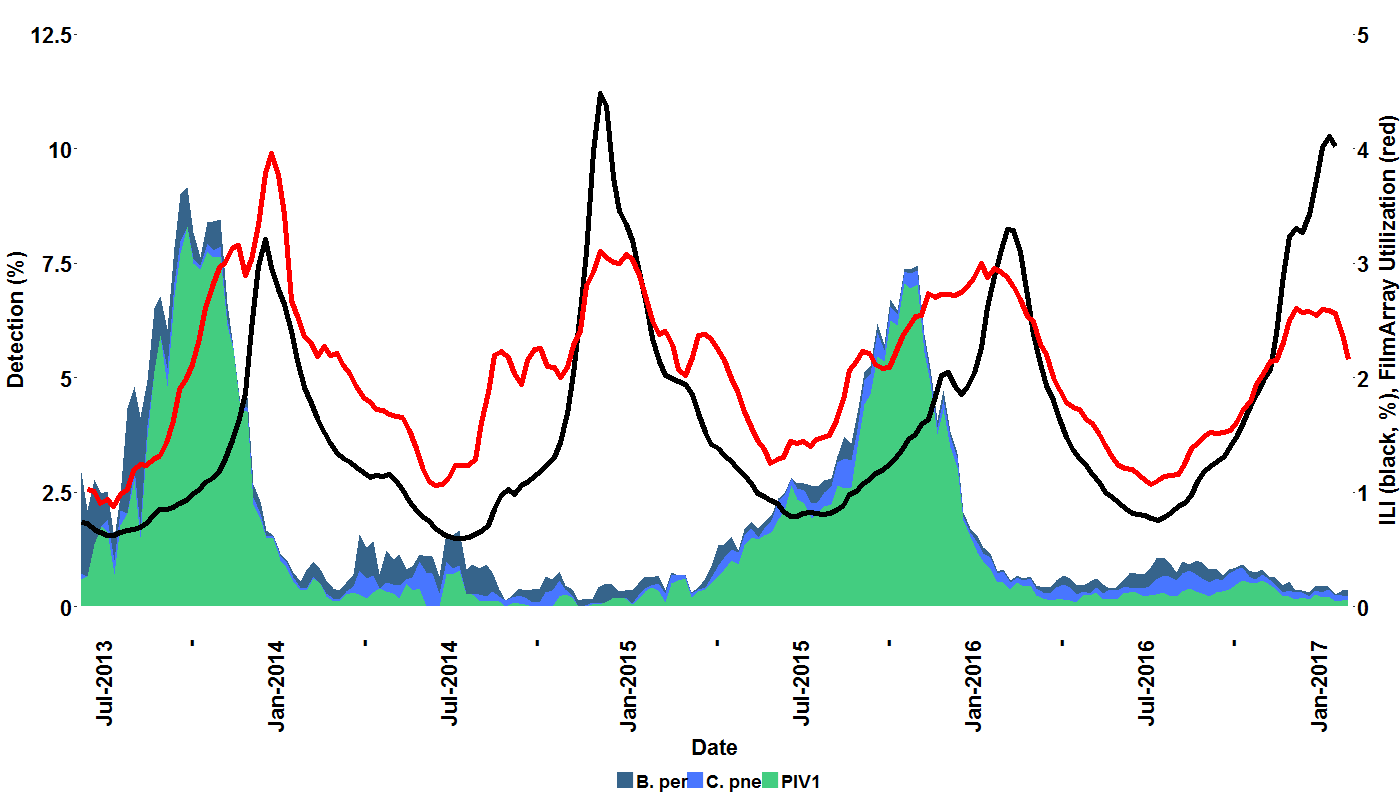 12.5
10
7.5
5
2.5
0
Detection (%)
5
4
3
2
1
0
ILI (black, %), FilmArray Utilization (red)
Jul-2013
-
Jan-2014
-
Jul-2014
-
Jan-2015
-
Jul-2015
-
Jan-2016
-
Jul-2016
-
Jan-2017
Date
B. per C. pne PIV1